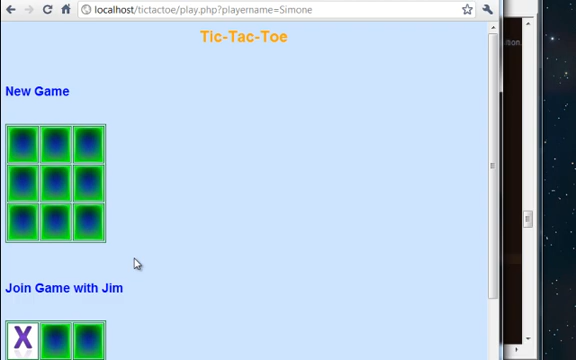 localhost/tictactoe/play.php?playername=Simone
Tic-Tac-Toe
New Game
Join Game with Jim
X